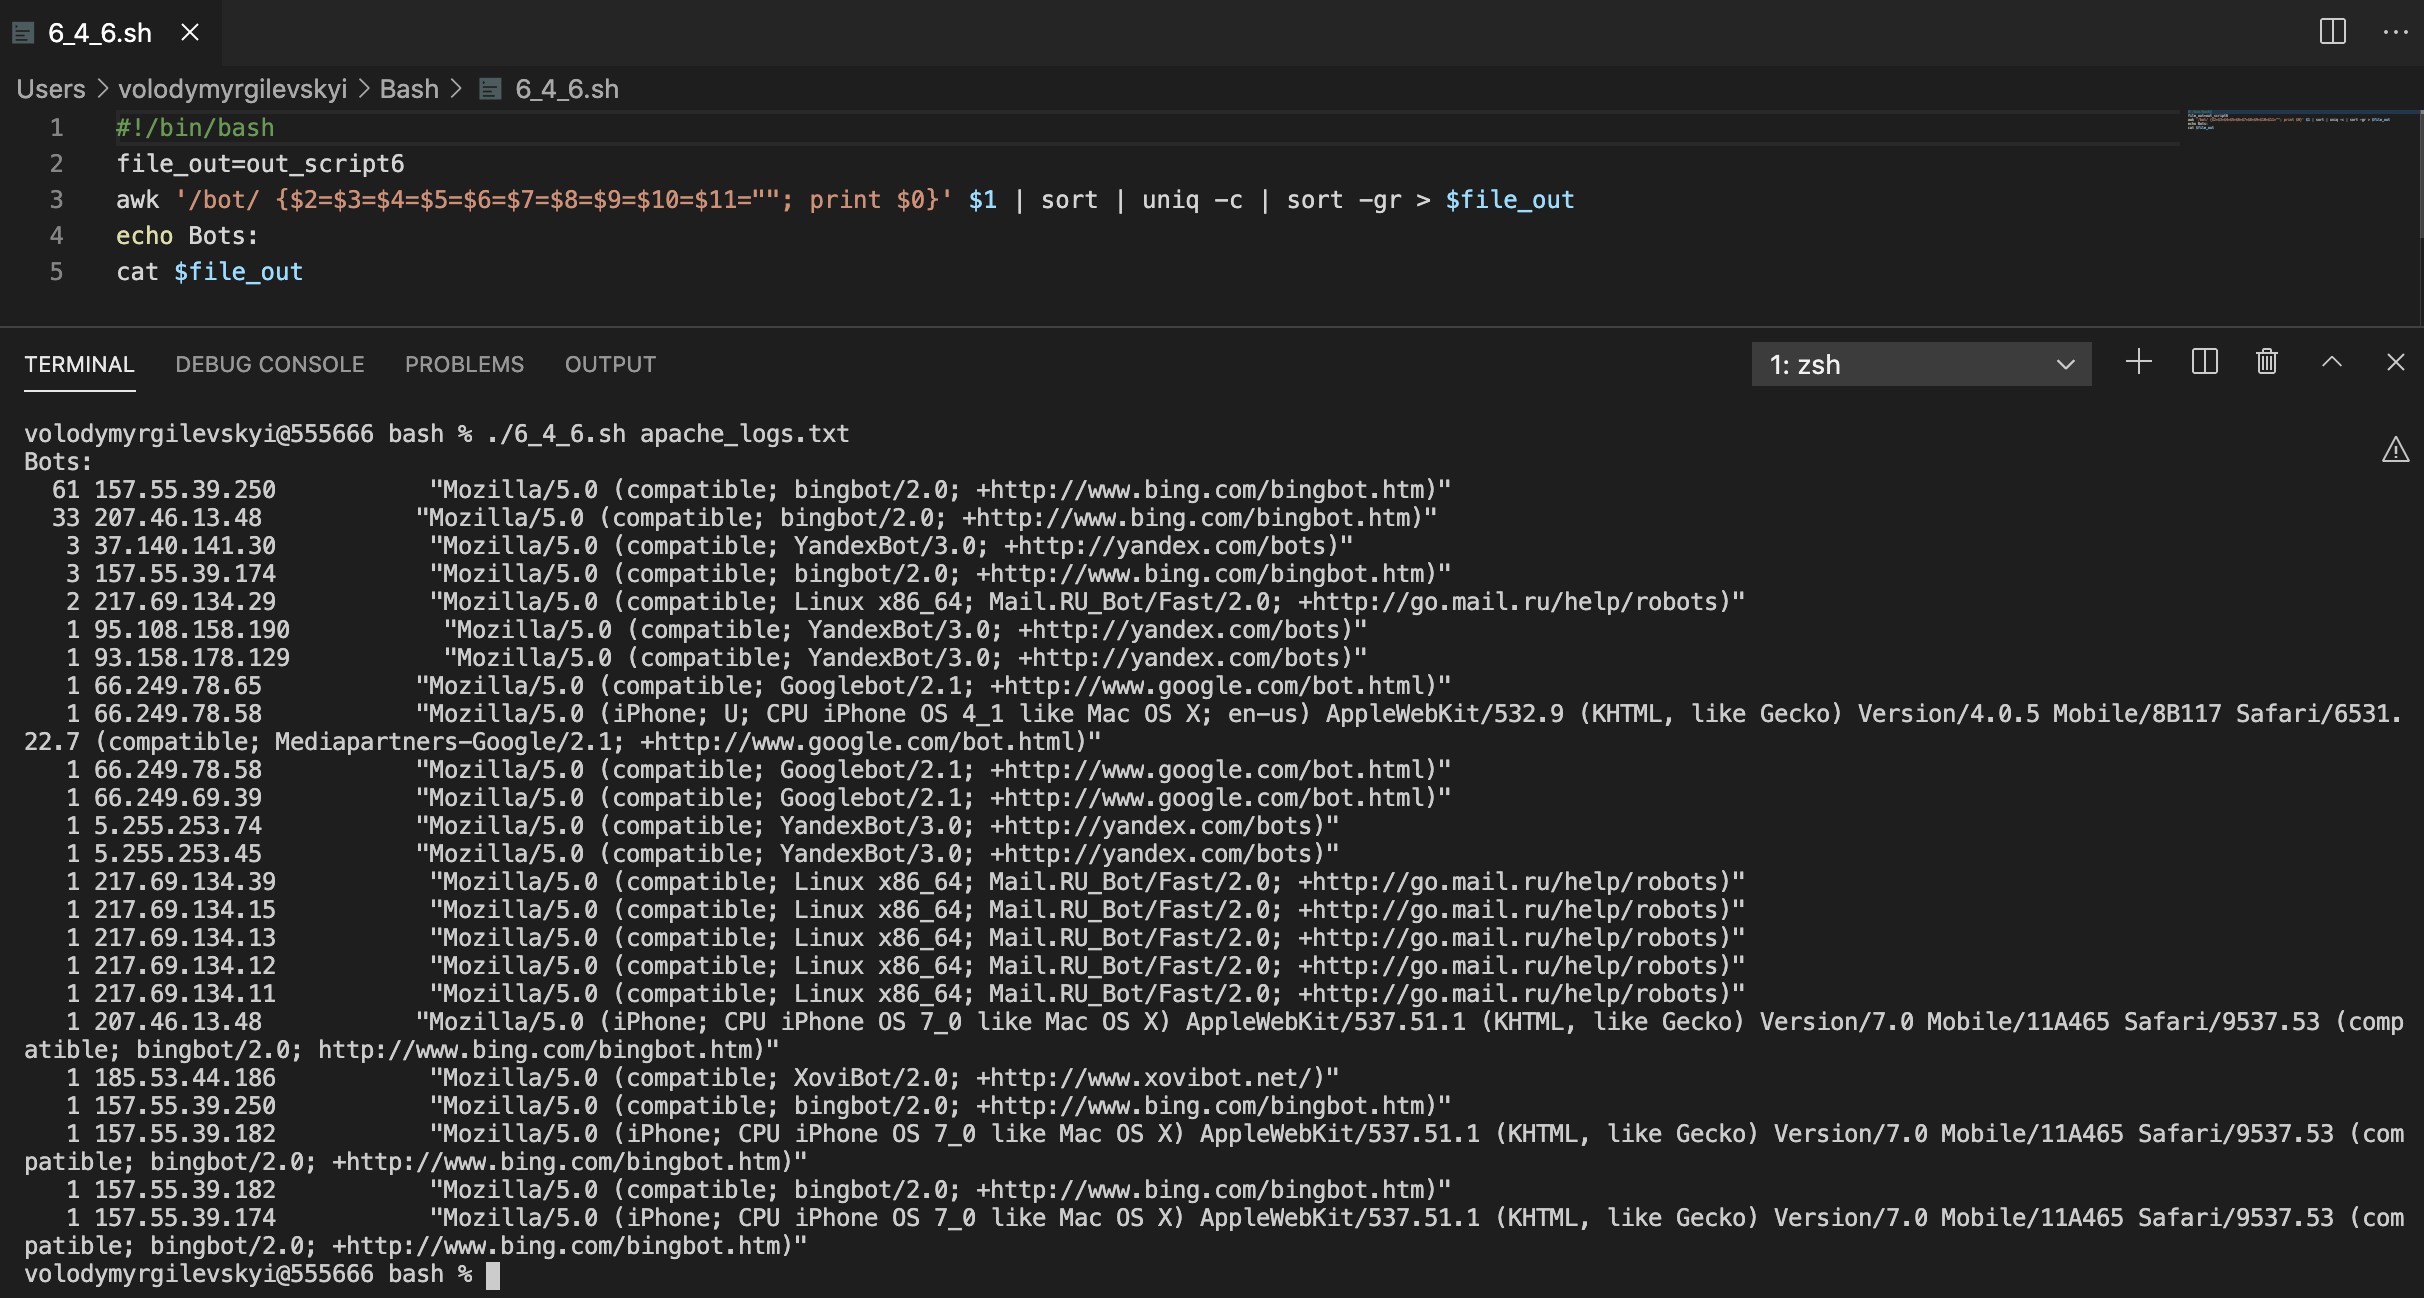 6_4_6.sh
Users > volodymyrgilevskyi > Bash > 6_4_6.sh
1 #!/bin/bash
2 file_out=out_script6
3 awk '/bot/ {$2=$3=$4=$5=$6=$7=$8=$9=$10=$11=""; print $0}' $1 | sort | uniq -c | sort -gr > $file_out
4 echo Bots:
5 cat $file_out
TERMINAL DEBUG CONSOLE PROBLEMS OUTPUT 1: zsh
volodymyrgilevskyi@555666 bash % ./6_4_6.sh apache_logs.txt
Bots:
61 157.55.39.250 "Mozilla/5.0 (compatible; bingbot/2.0; +http://www.bing.com/bingbot.htm)"
33 207.46.13.48 "Mozilla/5.0 (compatible; bingbot/2.0; +http://www.bing.com/bingbot.htm)"
3 37.140.141.30 "Mozilla/5.0 (compatible; YandexBot/3.0; +http://yandex.com/bots)"
3 157.55.39.174 "Mozilla/5.0 (compatible; bingbot/2.0; +http://www.bing.com/bingbot.htm)"
2 217.69.134.29 "Mozilla/5.0 (compatible; Linux x86_64; Mail.RU_Bot/Fast/2.0; +http://go.mail.ru/help/robots)"
1 95.108.158.190 "Mozilla/5.0 (compatible; YandexBot/3.0; +http://yandex.com/bots)"
1 93.158.178.129 "Mozilla/5.0 (compatible; YandexBot/3.0; +http://yandex.com/bots)"
1 66.249.78.65 "Mozilla/5.0 (compatible; Googlebot/2.1; +http://www.google.com/bot.html)"
1 66.249.78.58 "Mozilla/5.0 (iPhone; U; CPU iPhone OS 4_1 like Mac OS X; en-us) AppleWebKit/532.9 (KHTML, like Gecko) Version/4.0.5 Mobile/8B117 Safari/6531.
22.7 (compatible; Mediapartners-Google/2.1; +http://www.google.com/bot.html)"
1 66.249.78.58 "Mozilla/5.0 (compatible; Googlebot/2.1; +http://www.google.com/bot.html)"
1 66.249.69.39 "Mozilla/5.0 (compatible; Googlebot/2.1; +http://www.google.com/bot.html)"
1 5.255.253.74 "Mozilla/5.0 (compatible; YandexBot/3.0; +http://yandex.com/bots)"
1 5.255.253.45 "Mozilla/5.0 (compatible; YandexBot/3.0; +http://yandex.com/bots)"
1 217.69.134.39 "Mozilla/5.0 (compatible; Linux x86_64; Mail.RU_Bot/Fast/2.0; +http://go.mail.ru/help/robots)"
1 217.69.134.15 "Mozilla/5.0 (compatible; Linux x86_64; Mail.RU_Bot/Fast/2.0; +http://go.mail.ru/help/robots)"
1 217.69.134.13 "Mozilla/5.0 (compatible; Linux x86_64; Mail.RU_Bot/Fast/2.0; +http://go.mail.ru/help/robots)"
1 217.69.134.12 "Mozilla/5.0 (compatible; Linux x86_64; Mail.RU_Bot/Fast/2.0; +http://go.mail.ru/help/robots)"
1 217.69.134.11 "Mozilla/5.0 (compatible; Linux x86_64; Mail.RU_Bot/Fast/2.0; +http://go.mail.ru/help/robots)"
1 207.46.13.48 "Mozilla/5.0 (iPhone; CPU iPhone OS 7_0 like Mac OS X) AppleWebKit/537.51.1 (KHTML, like Gecko) Version/7.0 Mobile/11A465 Safari/9537.53 (comp
atible; bingbot/2.0; http://www.bing.com/bingbot.htm)"
1 185.53.44.186 "Mozilla/5.0 (compatible; XoviBot/2.0; +http://www.xovibot.net/)"
1 157.55.39.250 "Mozilla/5.0 (compatible; bingbot/2.0; +http://www.bing.com/bingbot.htm)"
1 157.55.39.182 "Mozilla/5.0 (iPhone; CPU iPhone OS 7_0 like Mac OS X) AppleWebKit/537.51.1 (KHTML, like Gecko) Version/7.0 Mobile/11A465 Safari/9537.53 (com
patible; bingbot/2.0; +http://www.bing.com/bingbot.htm)"
1 157.55.39.182 "Mozilla/5.0 (compatible; bingbot/2.0; +http://www.bing.com/bingbot.htm)"
1 157.55.39.174 "Mozilla/5.0 (iPhone; CPU iPhone OS 7_0 like Mac OS X) AppleWebKit/537.51.1 (KHTML, like Gecko) Version/7.0 Mobile/11A465 Safari/9537.53 (com
patible; bingbot/2.0; +http://www.bing.com/bingbot.htm)"
volodymyrgilevskyi@555666 bash %